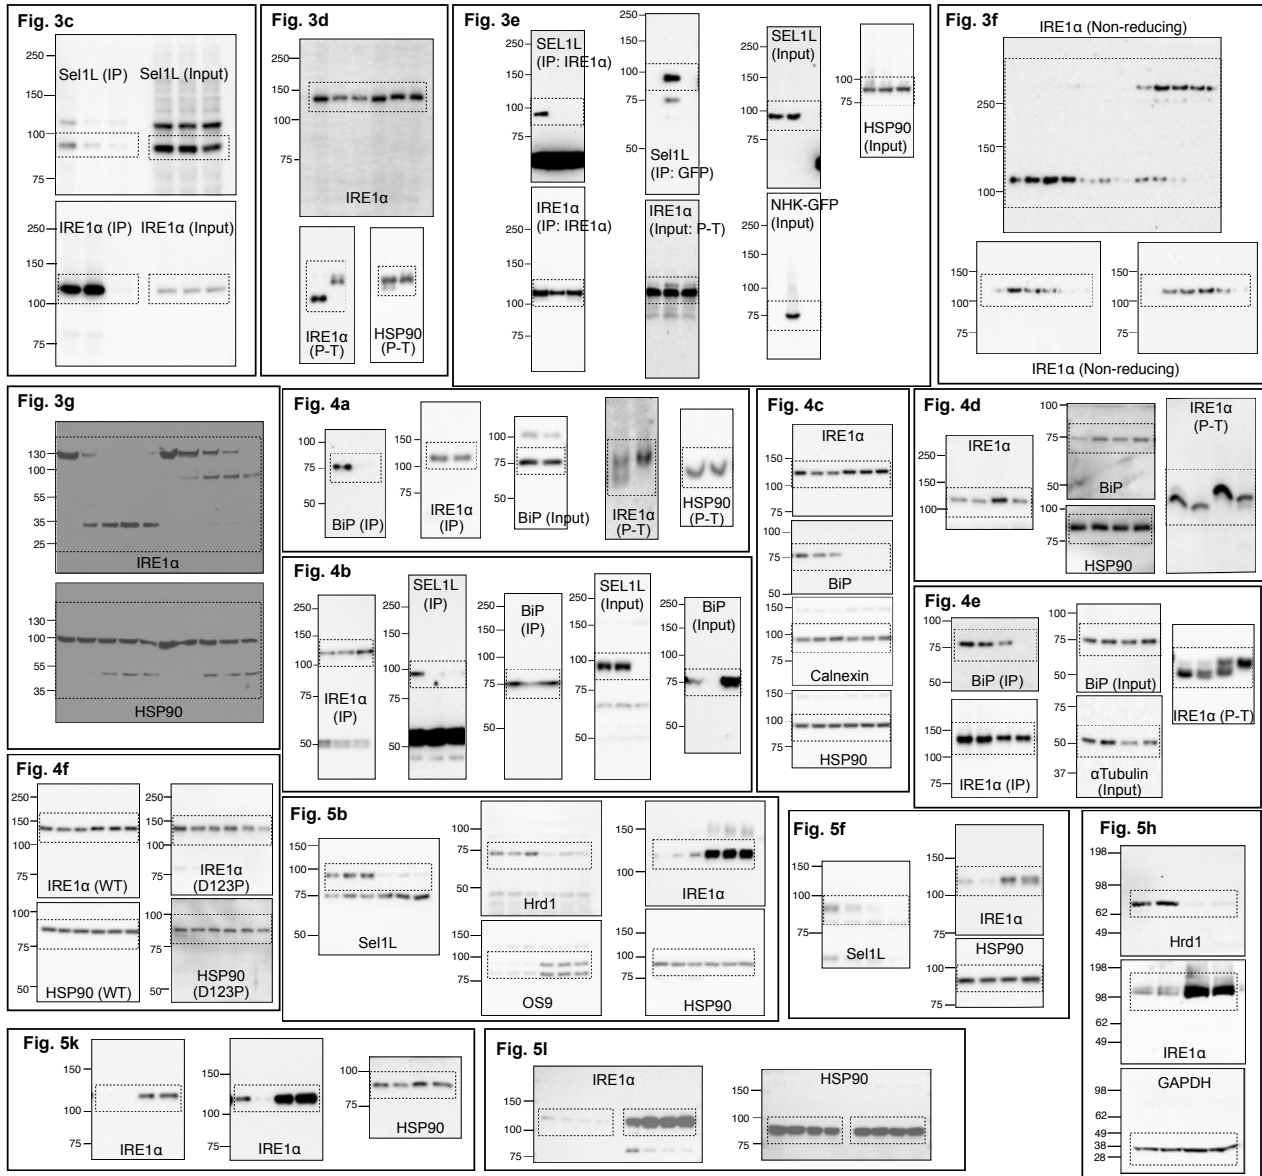 Fig. 3c
250
150
Sel1L (IP) Sel1L (Input)
100
75
250
IRE1α (IP) IRE1α (Input)
150
100
75
Fig. 3d
250
150
100
75
IRE1α
IRE1α
(P-T)
HSP90
(P-T)
Fig. 3e
250
SEL1L
(IP: IRE1α)
150
100
75
250
150
100
75
50
Sel1L
(IP: GFP)
250
SEL1L
(Input)
150
100
75
100
75
HSP90
(Input)
IRE1α
(IP: IRE1α)
250
150
100
75
IRE1α
(Input: P-T)
250
150
100
75
NHK-GFP
(Input)
250
150
100
75
Fig. 3f
IRE1α (Non-reducing)
250
100
150
100
75
150
100
75
IRE1α (Non-reducing)
Fig. 3g
130
100
55
35
25
IRE1α
130
100
55
35
HSP90
Fig. 4a
100
75
50
BiP (IP)
150
100
75
IRE1α
(IP)
100
75
50
BiP (Input)
IRE1α
(P-T)
HSP90
(P-T)
Fig. 4b
250
150
100
75
50
IRE1α
(IP)
SEL1L
(IP)
250
150
100
75
50
BiP
(IP)
250
150
100
75
50
SEL1L
(Input)
250
150
100
75
50
BiP
(Input)
250
150
100
75
50
Fig. 4c
IRE1α
250
150
100
100
75
50
BiP
150
100
75
Calnexin
150
100
75
HSP90
Fig. 4d
IRE1α
250
150
100
100
75
50
BiP
100
75
HSP90
IRE1α
(P-T)
Fig. 4e
100
75
50
BiP (IP)
100
75
50
BiP (Input)
IRE1α (P-T)
150
100
75
IRE1α (IP)
75
50
37
αTubulin
(Input)
Fig. 4f
250
150
100
IRE1α (WT)
250
150
100
IRE1α
(D123P)
100
75
50
HSP90 (WT)
100
75
50
HSP90
(D123P)
Fig. 5b
100
75
50
Sel1L
100
75
50
Hrd1
150
100
IRE1α
100
75
OS9
100
75
HSP90
Fig. 5f
150
100
75
Sel1L
150
100
IRE1α
HSP90
100
75
Fig. 5h
198
98
62
49
Hrd1
198
98
62
49
IRE1α
GAPDH
98
62
49
38
28
Fig. 5k
150
100
75
IRE1α
150
100
75
IRE1α
100
75
HSP90
Fig. 5l
IRE1α
150
100
75
HSP90
150
100
75